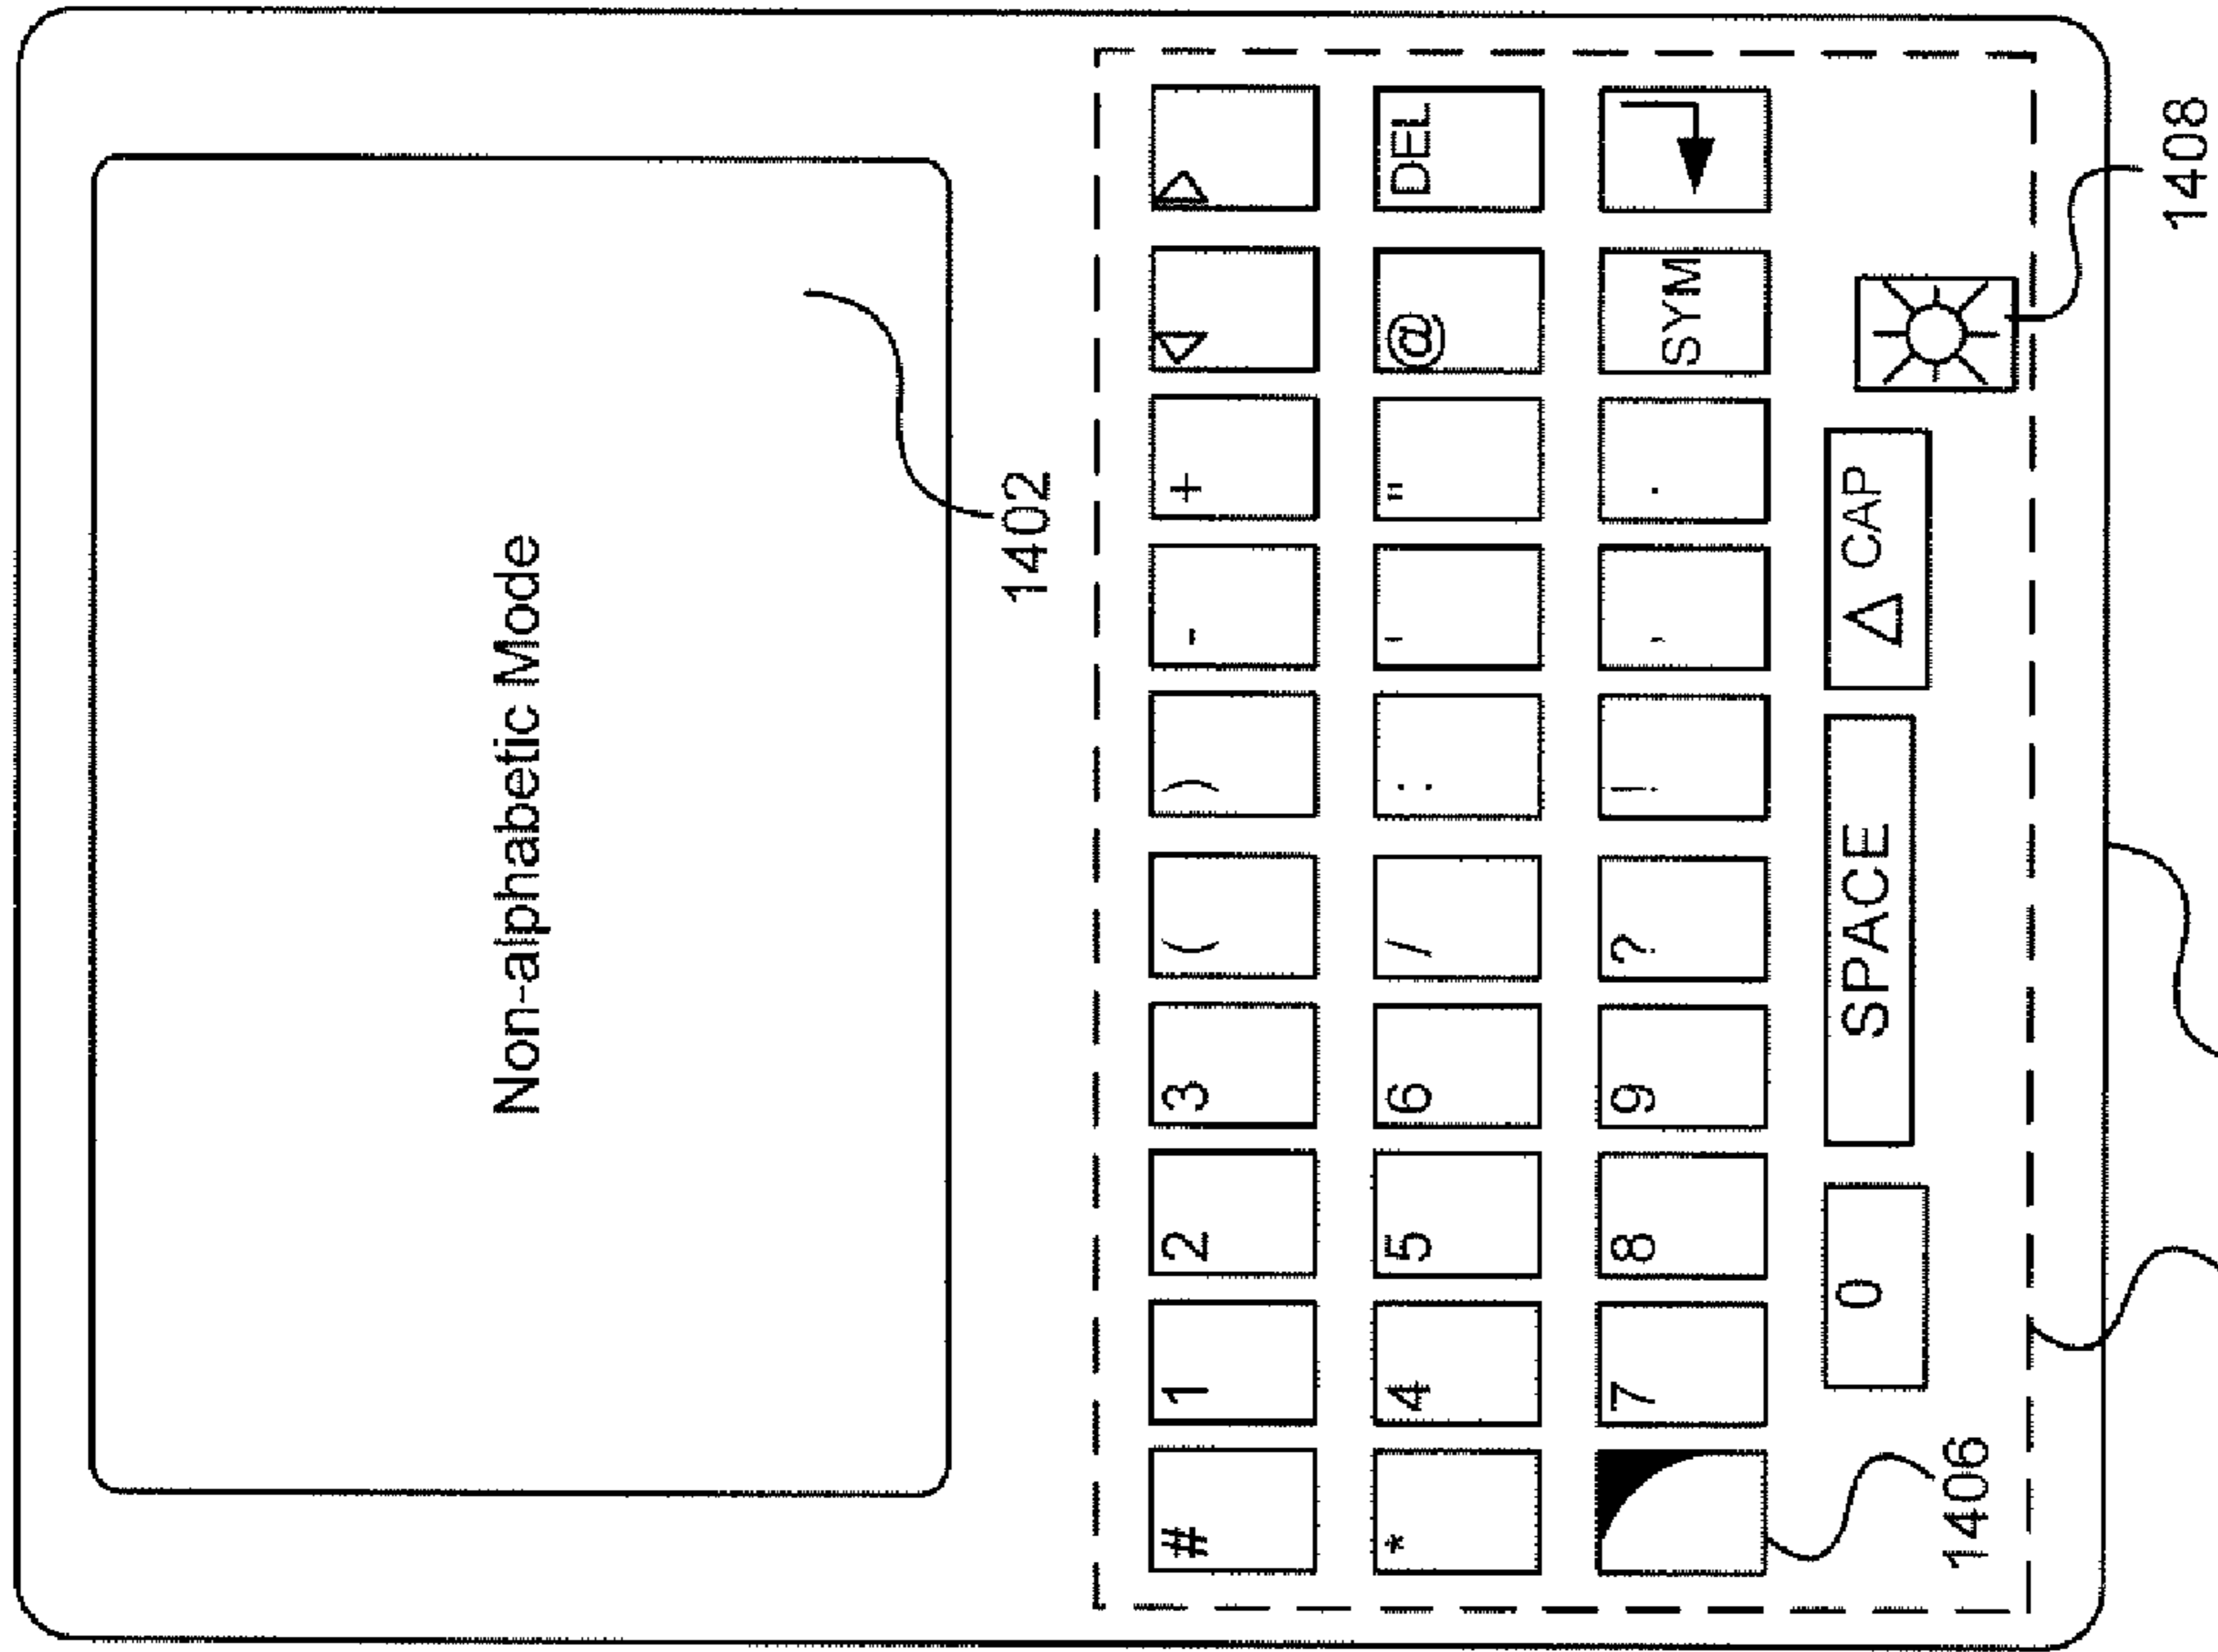 Non-alphabetic Mode
1402
# 1 2 3 ( ) - +
* 4 5 6 / : ' " @ DEL
7 8 9 ? ! , . SYM
0 SPACE CAP
1406
1408